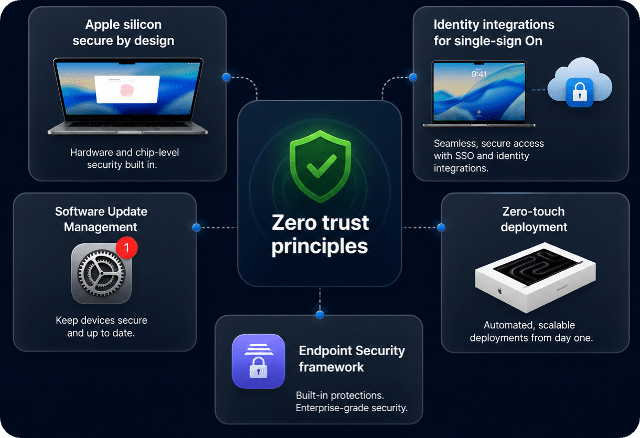 Apple silicon
secure by design
Hardware and chip-level
security built in.
Identity integrations
for single-sign On
9:41
Seamless, secure access
with SSO and identity
integrations.
Zero trust
principles
Software Update
Management
1
Keep devices secure
and up to date.
Zero-touch
deployment
Automated, scalable
deployments from day one.
Endpoint Security
framework
Built-in protections.
Enterprise-grade security.